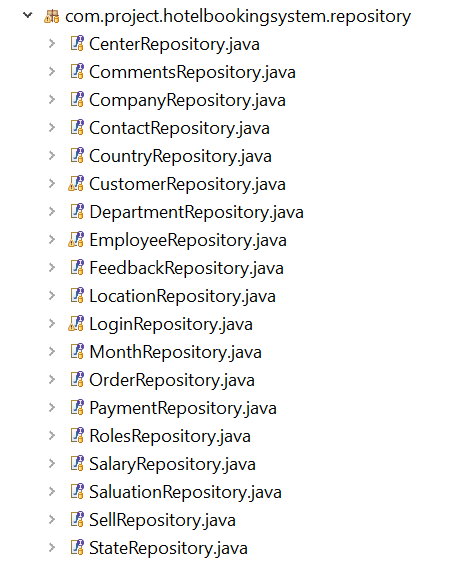 com.project.hotelbookingsystem.repository
CenterRepository.java
CommentsRepository.java
CompanyRepository.java
ContactRepository.java
CountryRepository.java
CustomerRepository.java
DepartmentRepository.java
EmployeeRepository.java
FeedbackRepository.java
LocationRepository.java
LoginRepository.java
MonthRepository.java
OrderRepository.java
PaymentRepository.java
RolesRepository.java
SalaryRepository.java
SaluationRepository.java
SellRepository.java
StateRepository.java